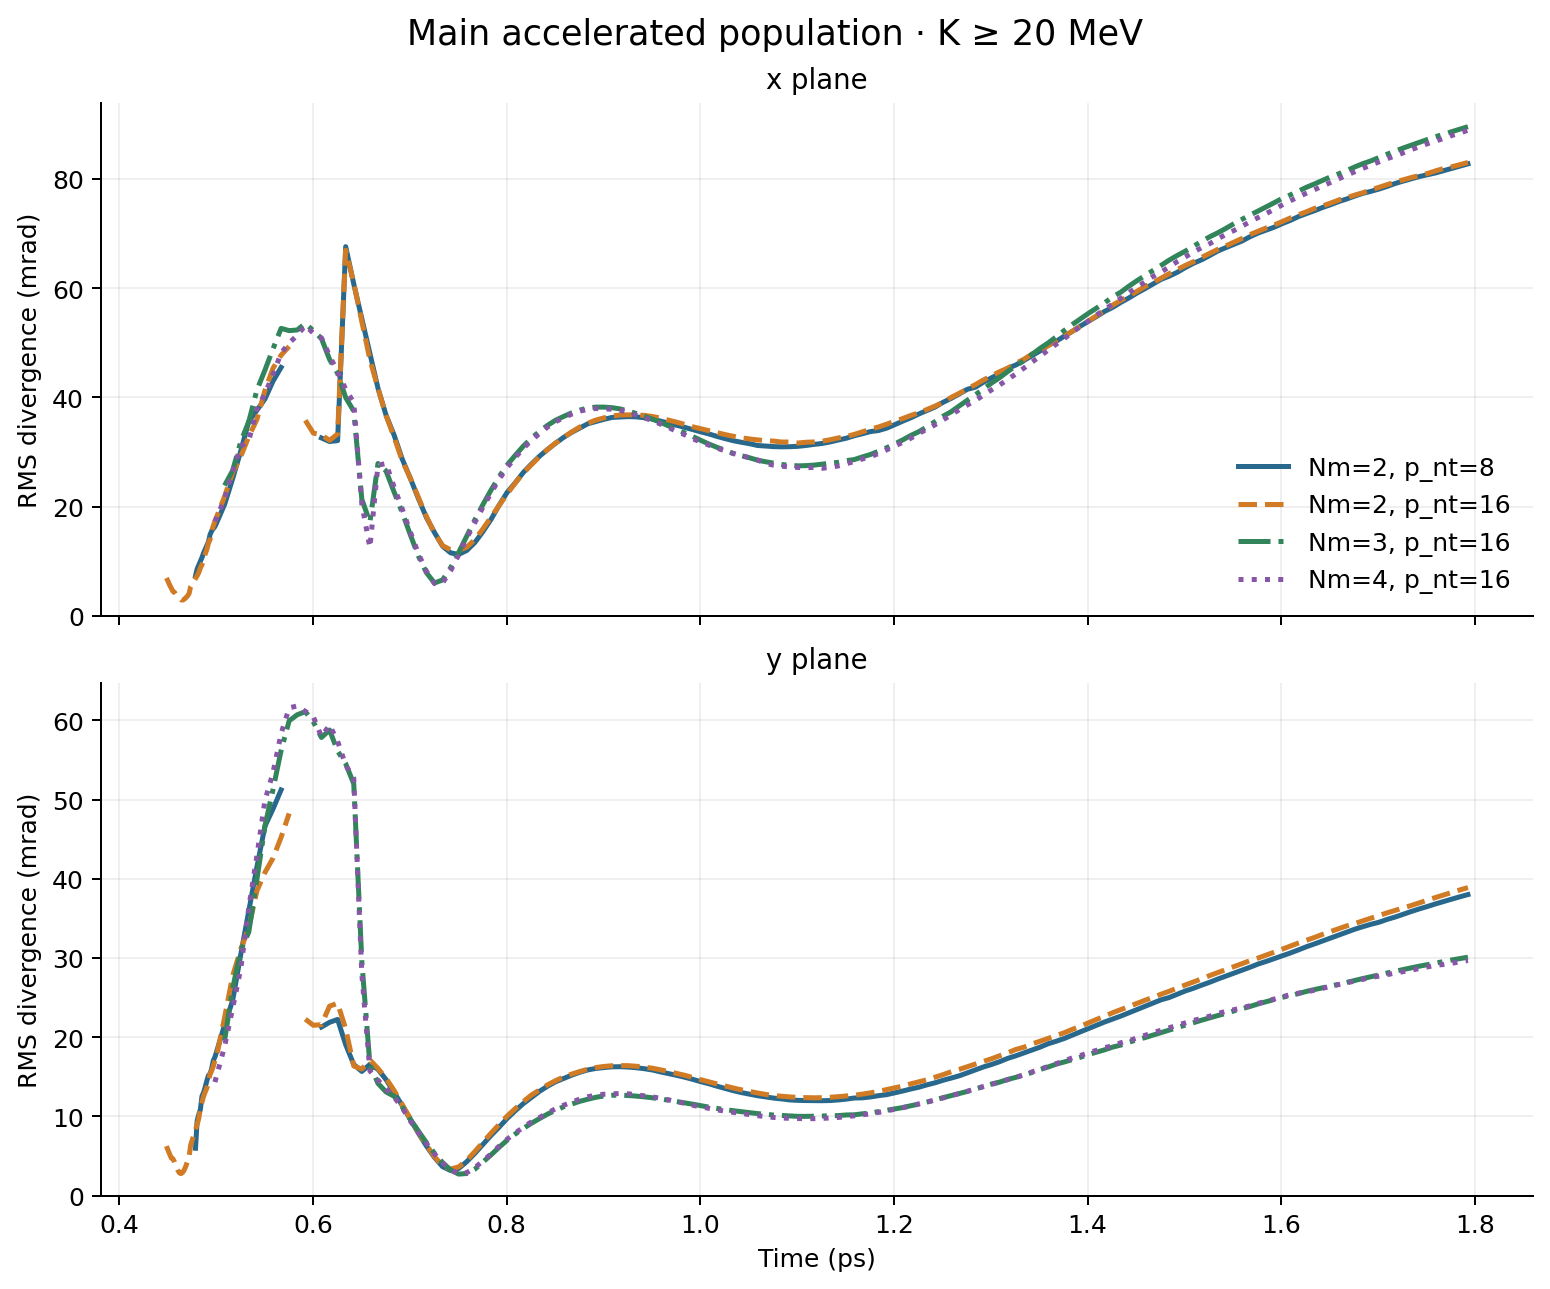 Main accelerated population · K ≥ 20 MeV
x plane
RMS divergence (mrad)
80
60
40
20
0
Nm=2, p_nt=8
Nm=2, p_nt=16
Nm=3, p_nt=16
Nm=4, p_nt=16
y plane
RMS divergence (mrad)
60
50
40
30
20
10
0
0.4 0.6 0.8 1.0 1.2 1.4 1.6 1.8
Time (ps)